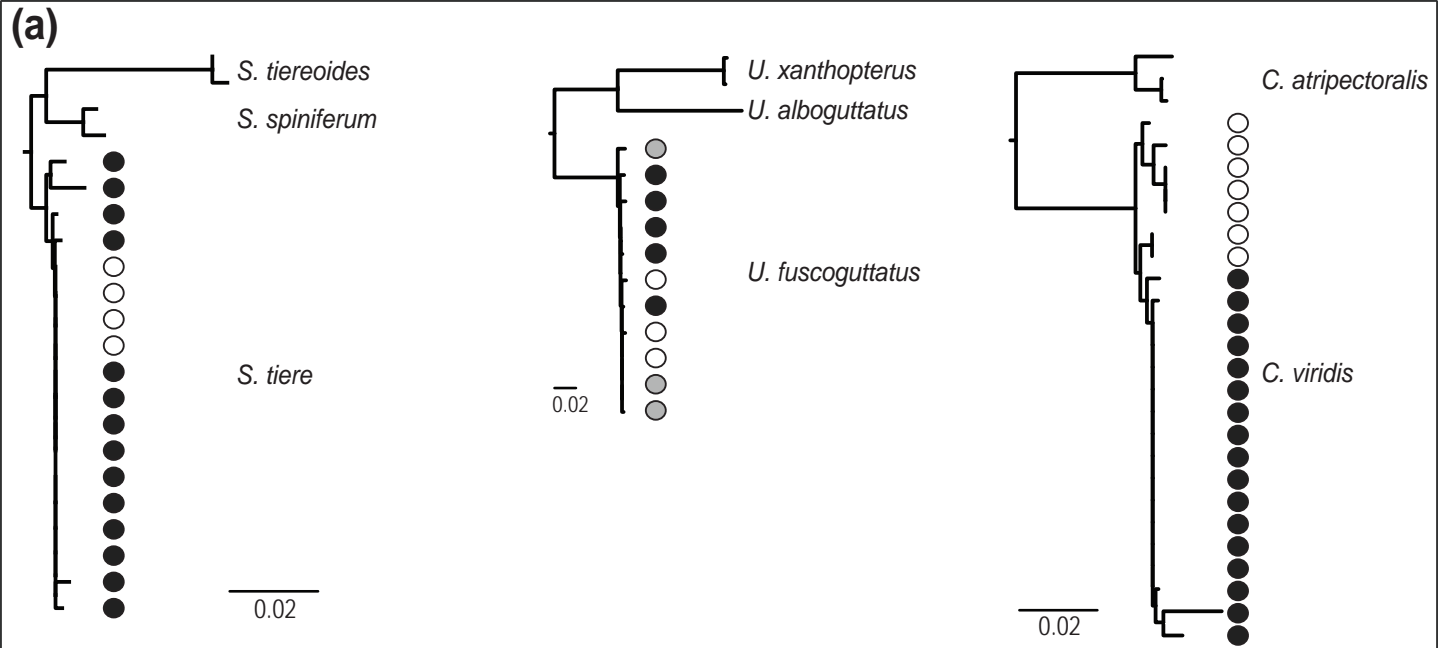 (a)
S. tiereoides
S. spiniferum
S. tiere
0.02
U. xanthopterus
U. alboguttatus
U. fuscoguttatus
0.02
C. atripectoralis
C. viridis
0.02